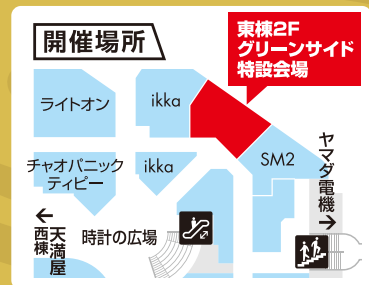 開催場所
東棟2F
グリーンサイド
特設会場
ライトオン
ikka
チャオパニック
ティピー
ikka
SM2
ヤマダ電機→
←天満屋
西棟
時計の広場